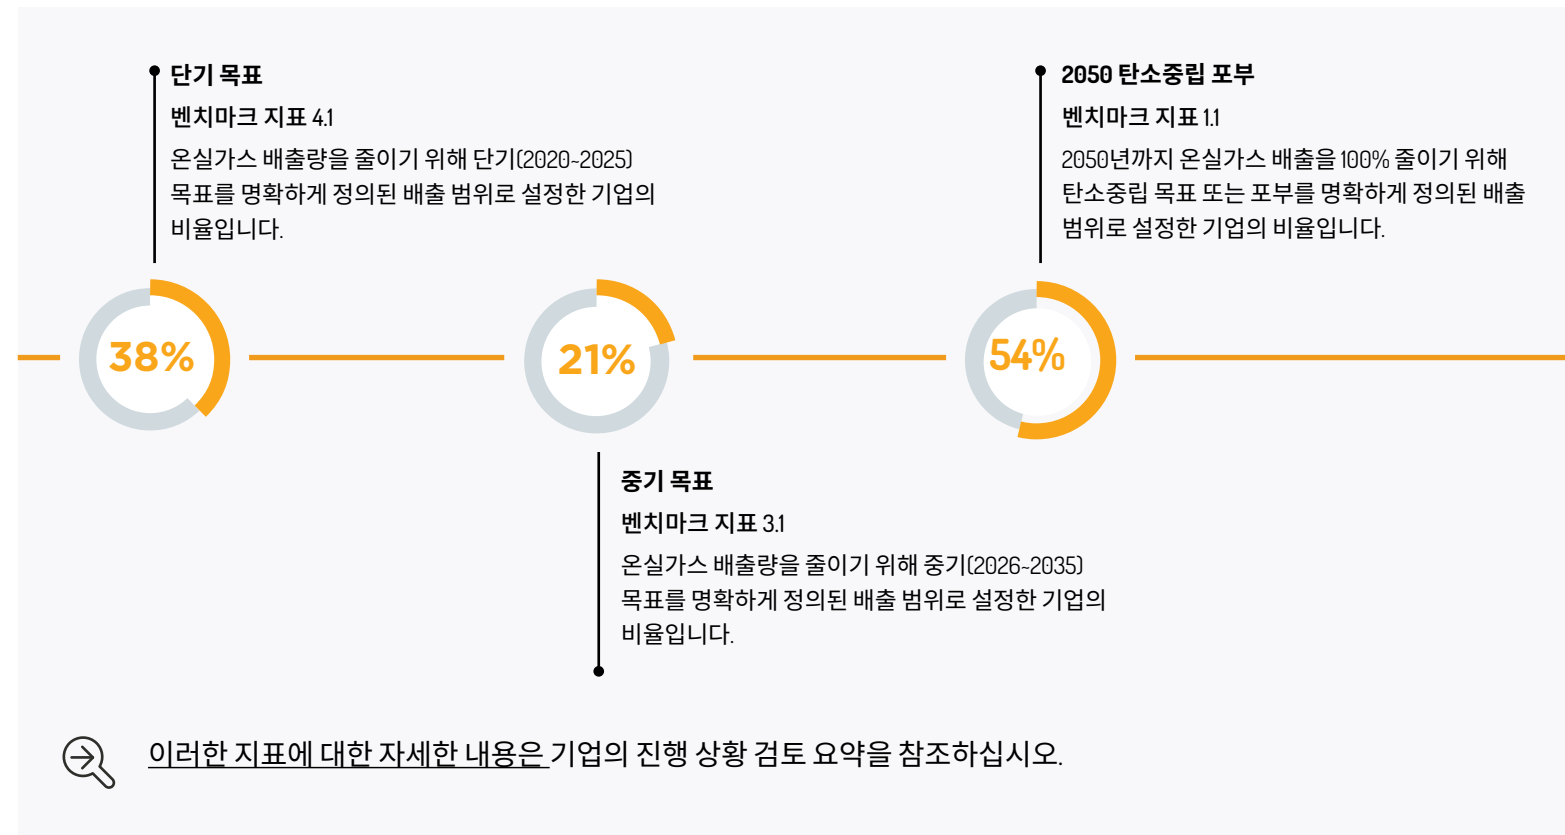 단기 목표
벤치마크 지표 4.1
온실가스 배출량을 줄이기 위해 단기(2020~2025)
목표를 명확하게 정의된 배출 범위로 설정한 기업의
비율입니다.
2050 탄소중립 포부
벤치마크 지표 1.1
2050년까지 온실가스 배출을 100% 줄이기 위해
탄소중립 목표 또는 포부를 명확하게 정의된 배출
범위로 설정한 기업의 비율입니다.
38%
21%
54%
중기 목표
벤치마크 지표 3.1
온실가스 배출량을 줄이기 위해 중기(2026~2035)
목표를 명확하게 정의된 배출 범위로 설정한 기업의
비율입니다.
이러한 지표에 대한 자세한 내용은 기업의 진행 상황 검토 요약을 참조하십시오.